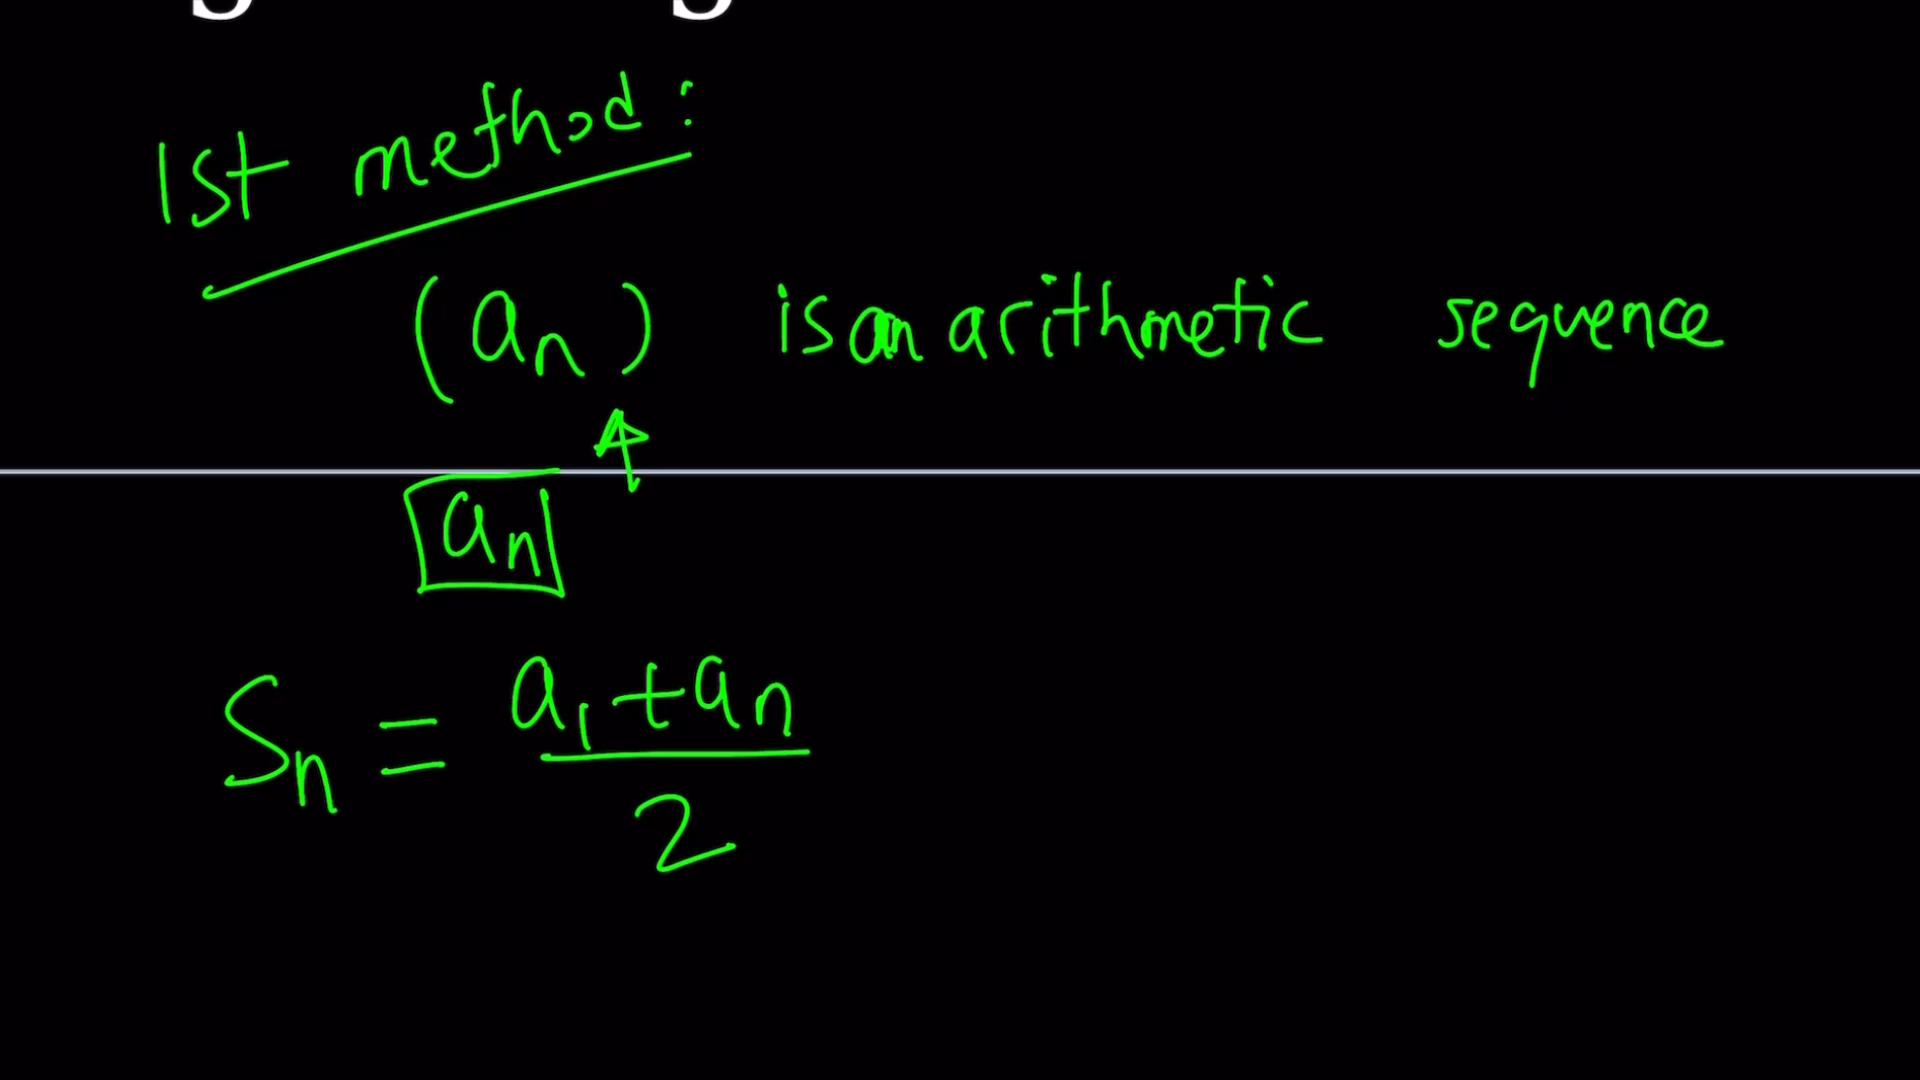 1st method:
(aₙ) is an arithmetic sequence
aₙ
Sₙ = (a₁+aₙ)/2